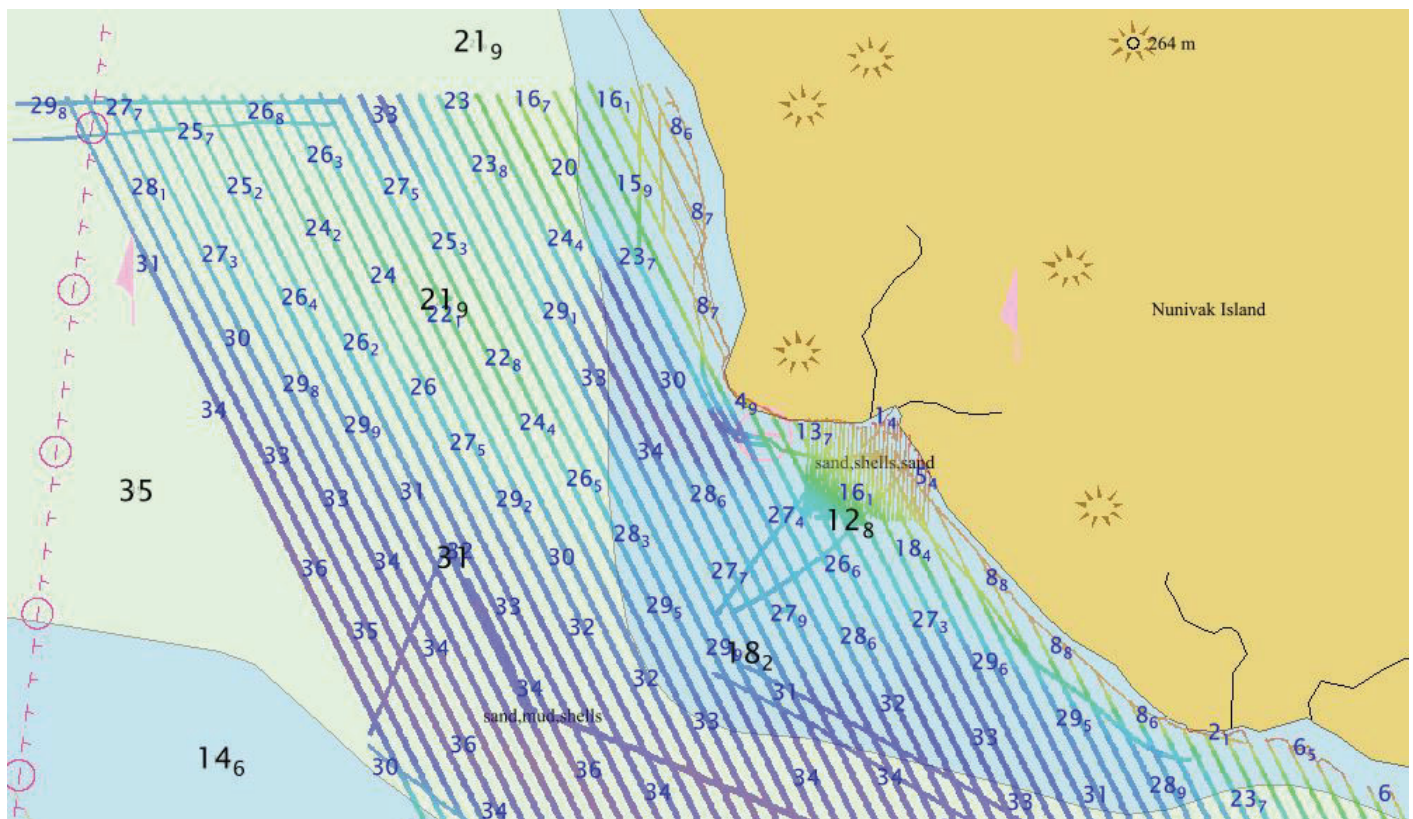 21₉
264 m
29₈ 27₇ 26₈ 33 23 16₇ 16₁
25₇ 8₆
26₃ 23₈ 20
28₁ 25₂ 27₅ 15₉
8₇
24₂ 25₃ 24₄
31 27₃ 23₇
24
26₄ 21₉ 29₁ 8₇
22₁ Nunivak Island
30 26₂
22₈
29₈ 26 33 30
34 4₉
29₉ 24₄ 1₄
27₅ 13₇
33 34 sand,shells,sand
26₅ 5₄
35 33 31 29₂ 28₆ 16₁
27₄ 12₈
28₃
32 18₄
31 34 30 26₆
36 27₇ 8₈
33 29₅
35 32 27₉ 27₃
34 28₆
29₉ 18₂ 8₈
29₆
32
34 31 32
sand,mud,shells 33 29₅ 8₆
33 2₁
36 6₅
14₆
30 36 34 34
34 28₉
34 33 31 23₇ 6